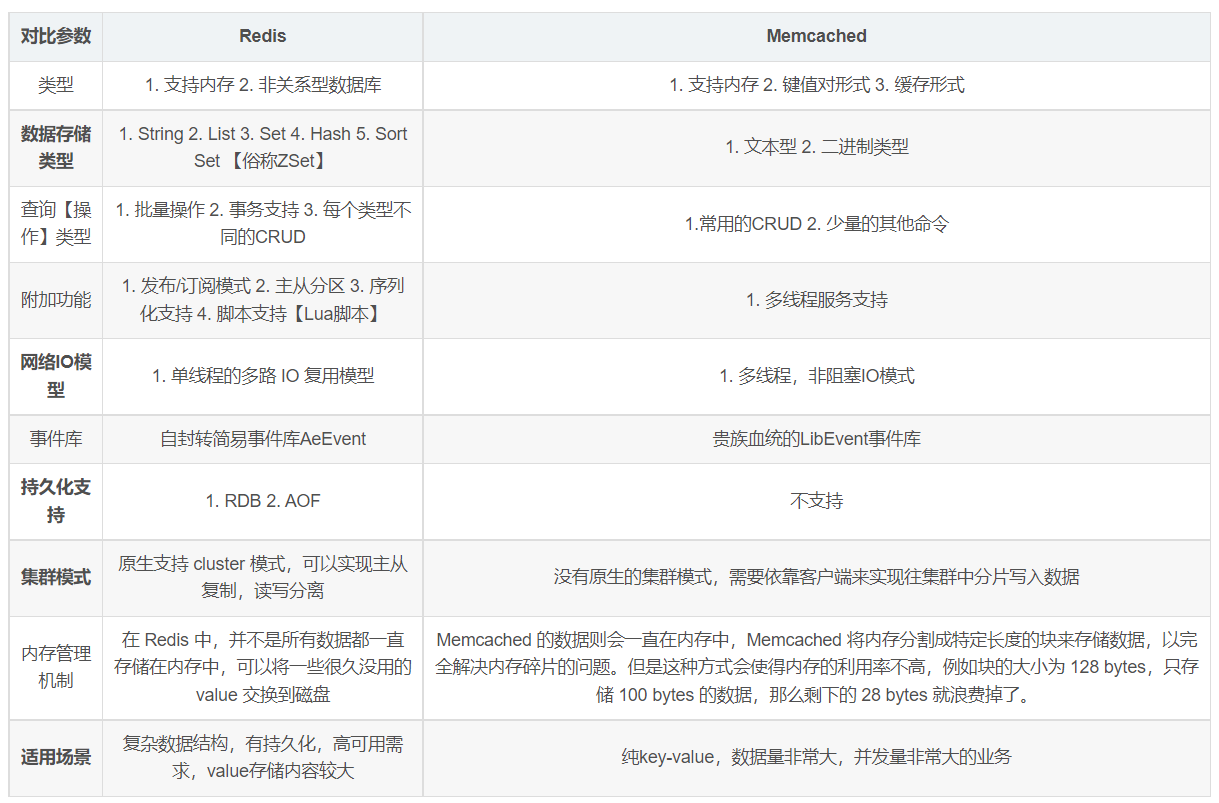 对比参数 Redis Memcached
类型 1. 支持内存 2. 非关系型数据库 1. 支持内存 2. 键值对形式 3. 缓存形式
数据存储
类型
1. String 2. List 3. Set 4. Hash 5. Sort
Set 【俗称ZSet】
1. 文本型 2. 二进制类型
查询【操
作】类型
1. 批量操作 2. 事务支持 3. 每个类型不
同的CRUD
1.常用的CRUD 2. 少量的其他命令
附加功能
1. 发布/订阅模式 2. 主从分区 3. 序列
化支持 4. 脚本支持【Lua脚本】
1. 多线程服务支持
网络IO模
型
1. 单线程的多路 IO 复用模型
1. 多线程，非阻塞IO模式
事件库 自封转简易事件库AeEvent 贵族血统的LibEvent事件库
持久化支
持
1. RDB 2. AOF
不支持
集群模式
原生支持 cluster 模式，可以实现主从
复制，读写分离
没有原生的集群模式，需要依靠客户端来实现往集群中分片写入数据
内存管理
机制
在 Redis 中，并不是所有数据都一直
存储在内存中，可以将一些很久没用的
value 交换到磁盘
Memcached 的数据则会一直在内存中，Memcached 将内存分割成特定长度的块来存储数据，以完
全解决内存碎片的问题。但是这种方式会使得内存的利用率不高，例如块的大小为 128 bytes，只存
储 100 bytes 的数据，那么剩下的 28 bytes 就浪费掉了。
适用场景
复杂数据结构，有持久化，高可用需
求，value存储内容较大
纯key-value，数据量非常大，并发量非常大的业务